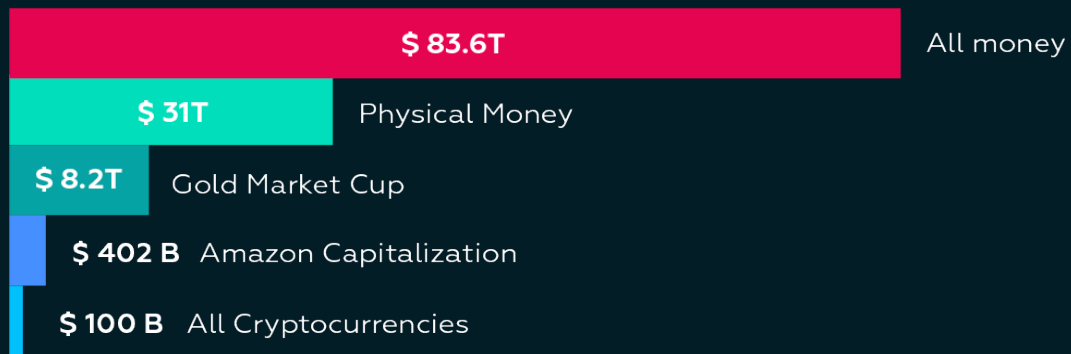 $ 83.6T All money
$ 31T Physical Money
$ 8.2T Gold Market Cup
$ 402 B Amazon Capitalization
$ 100 B All Cryptocurrencies